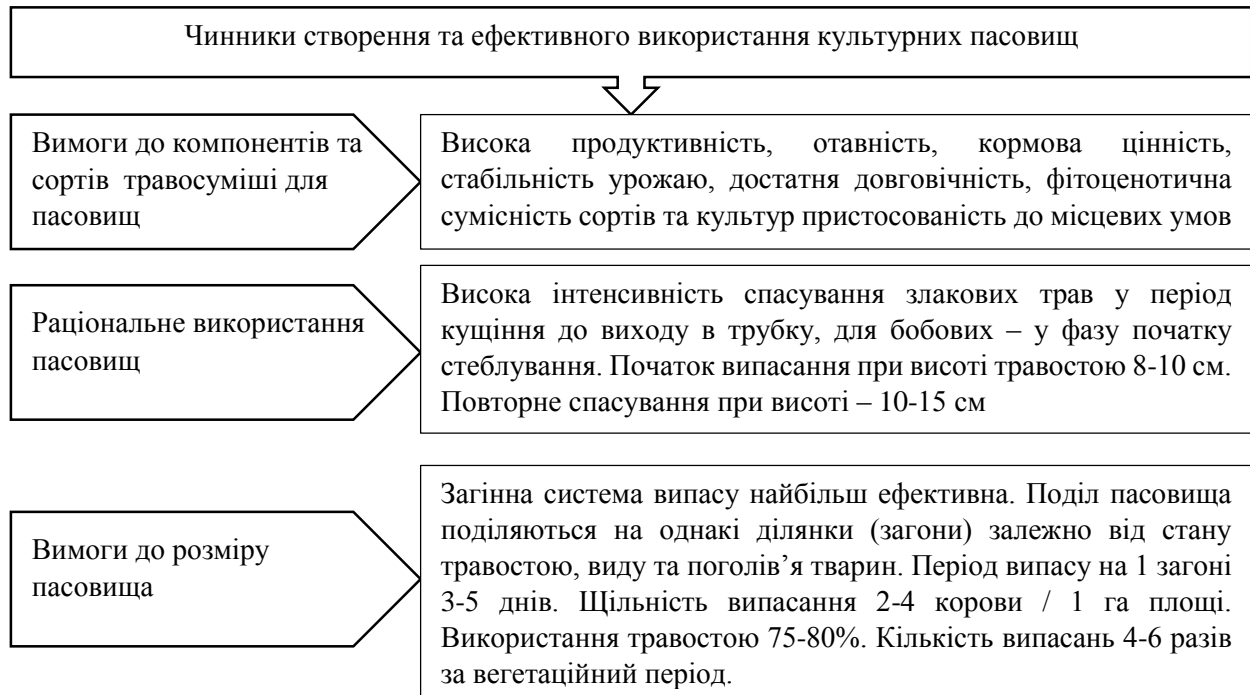 Чинники створення та ефективного використання культурних пасовищ
Вимоги до компонентів та
сортів травосуміші для
пасовищ
Висока продуктивність, отавність, кормова цінність,
стабільність урожаю, достатня довговічність, фітоценотична
сумісність сортів та культур пристосованість до місцевих умов
Раціональне використання
пасовищ
Висока інтенсивність спасування злакових трав у період
кущіння до виходу в трубку, для бобових – у фазу початку
стеблування. Початок випасання при висоті травостою 8-10 см.
Повторне спасування при висоті – 10-15 см
Вимоги до розміру
пасовища
Загінна система випасу найбільш ефективна. Поділ пасовища
поділяються на однакі ділянки (загони) залежно від стану
травостою, виду та поголів’я тварин. Період випасу на 1 загоні
3-5 днів. Щільність випасання 2-4 корови / 1 га площі.
Використання травостою 75-80%. Кількість випасань 4-6 разів
за вегетаційний період.